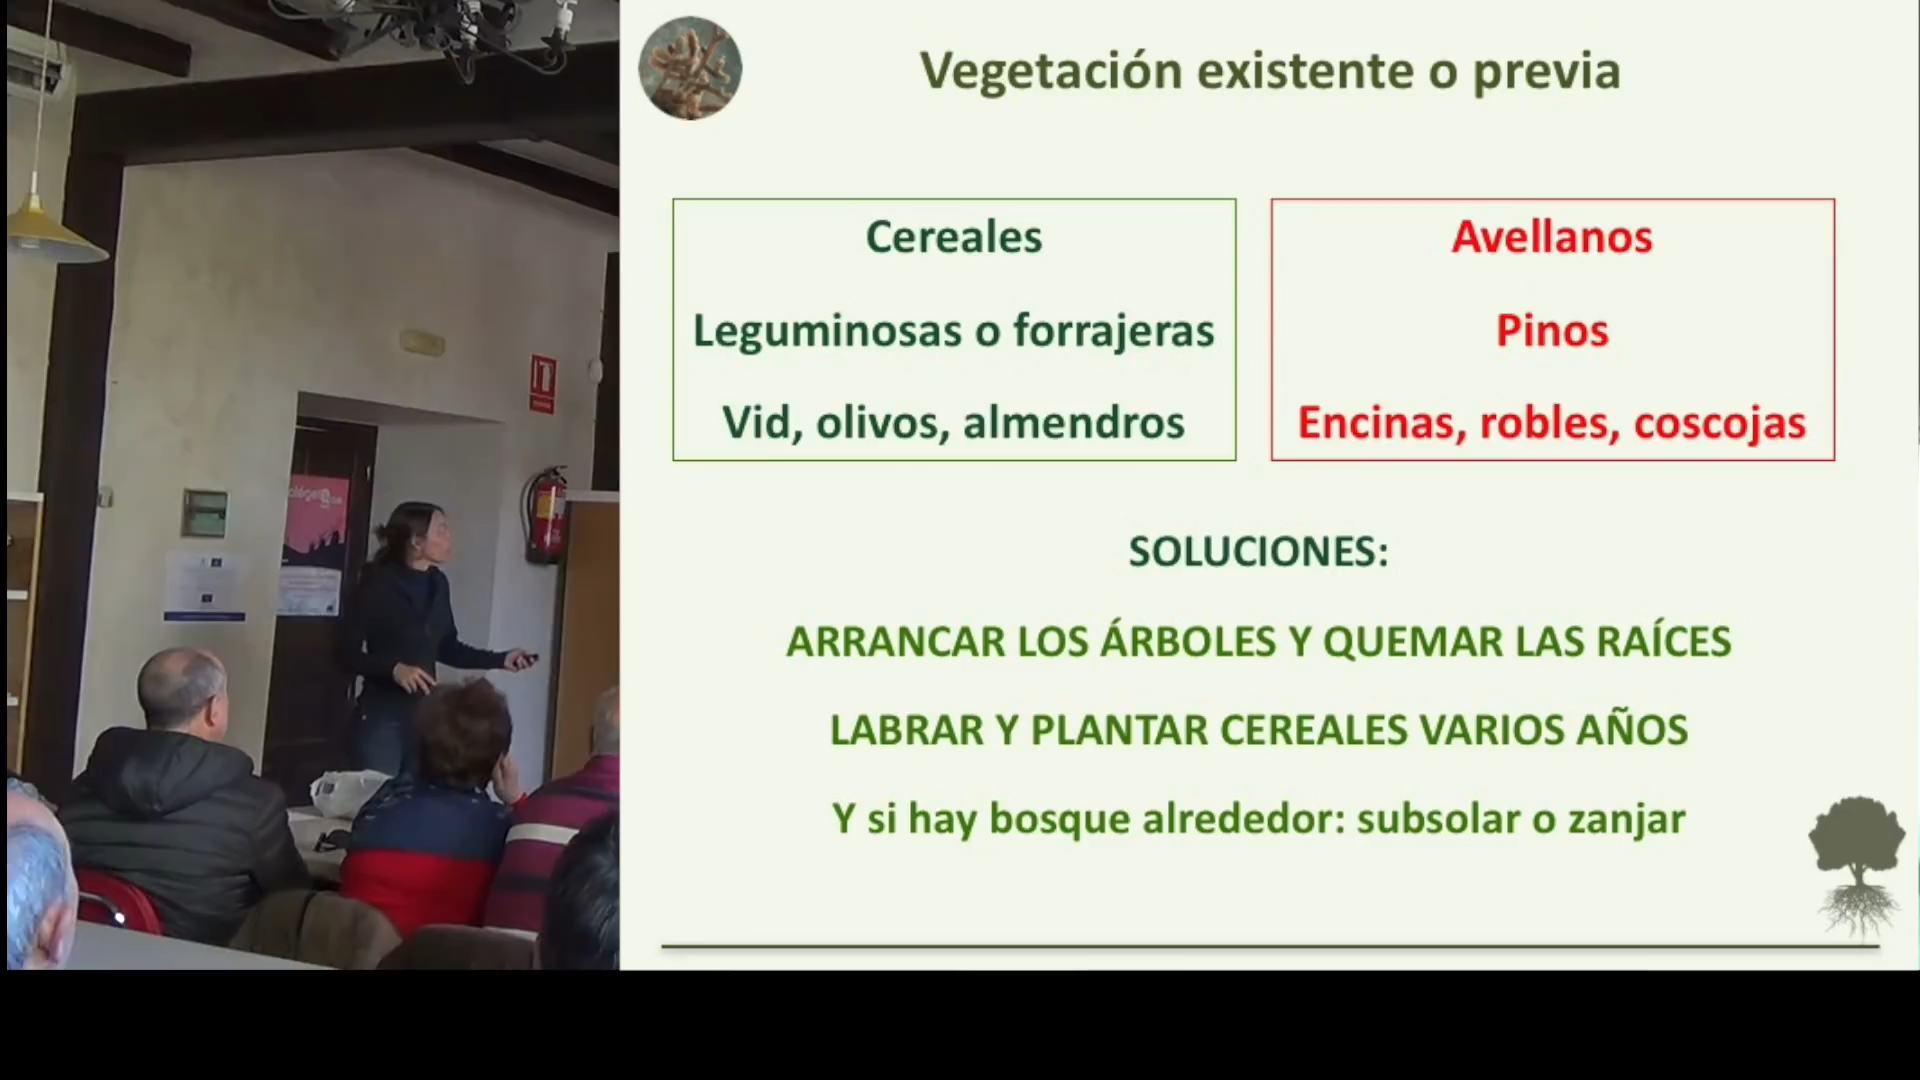 Vegetación existente o previa
Cereales
Leguminosas o forrajeras
Vid, olivos, almendros
Avellanos
Pinos
Encinas, robles, coscojas
SOLUCIONES:
ARRANCAR LOS ÁRBOLES Y QUEMAR LAS RAÍCES
LABRAR Y PLANTAR CEREALES VARIOS AÑOS
Y si hay bosque alrededor: subsolar o zanjar